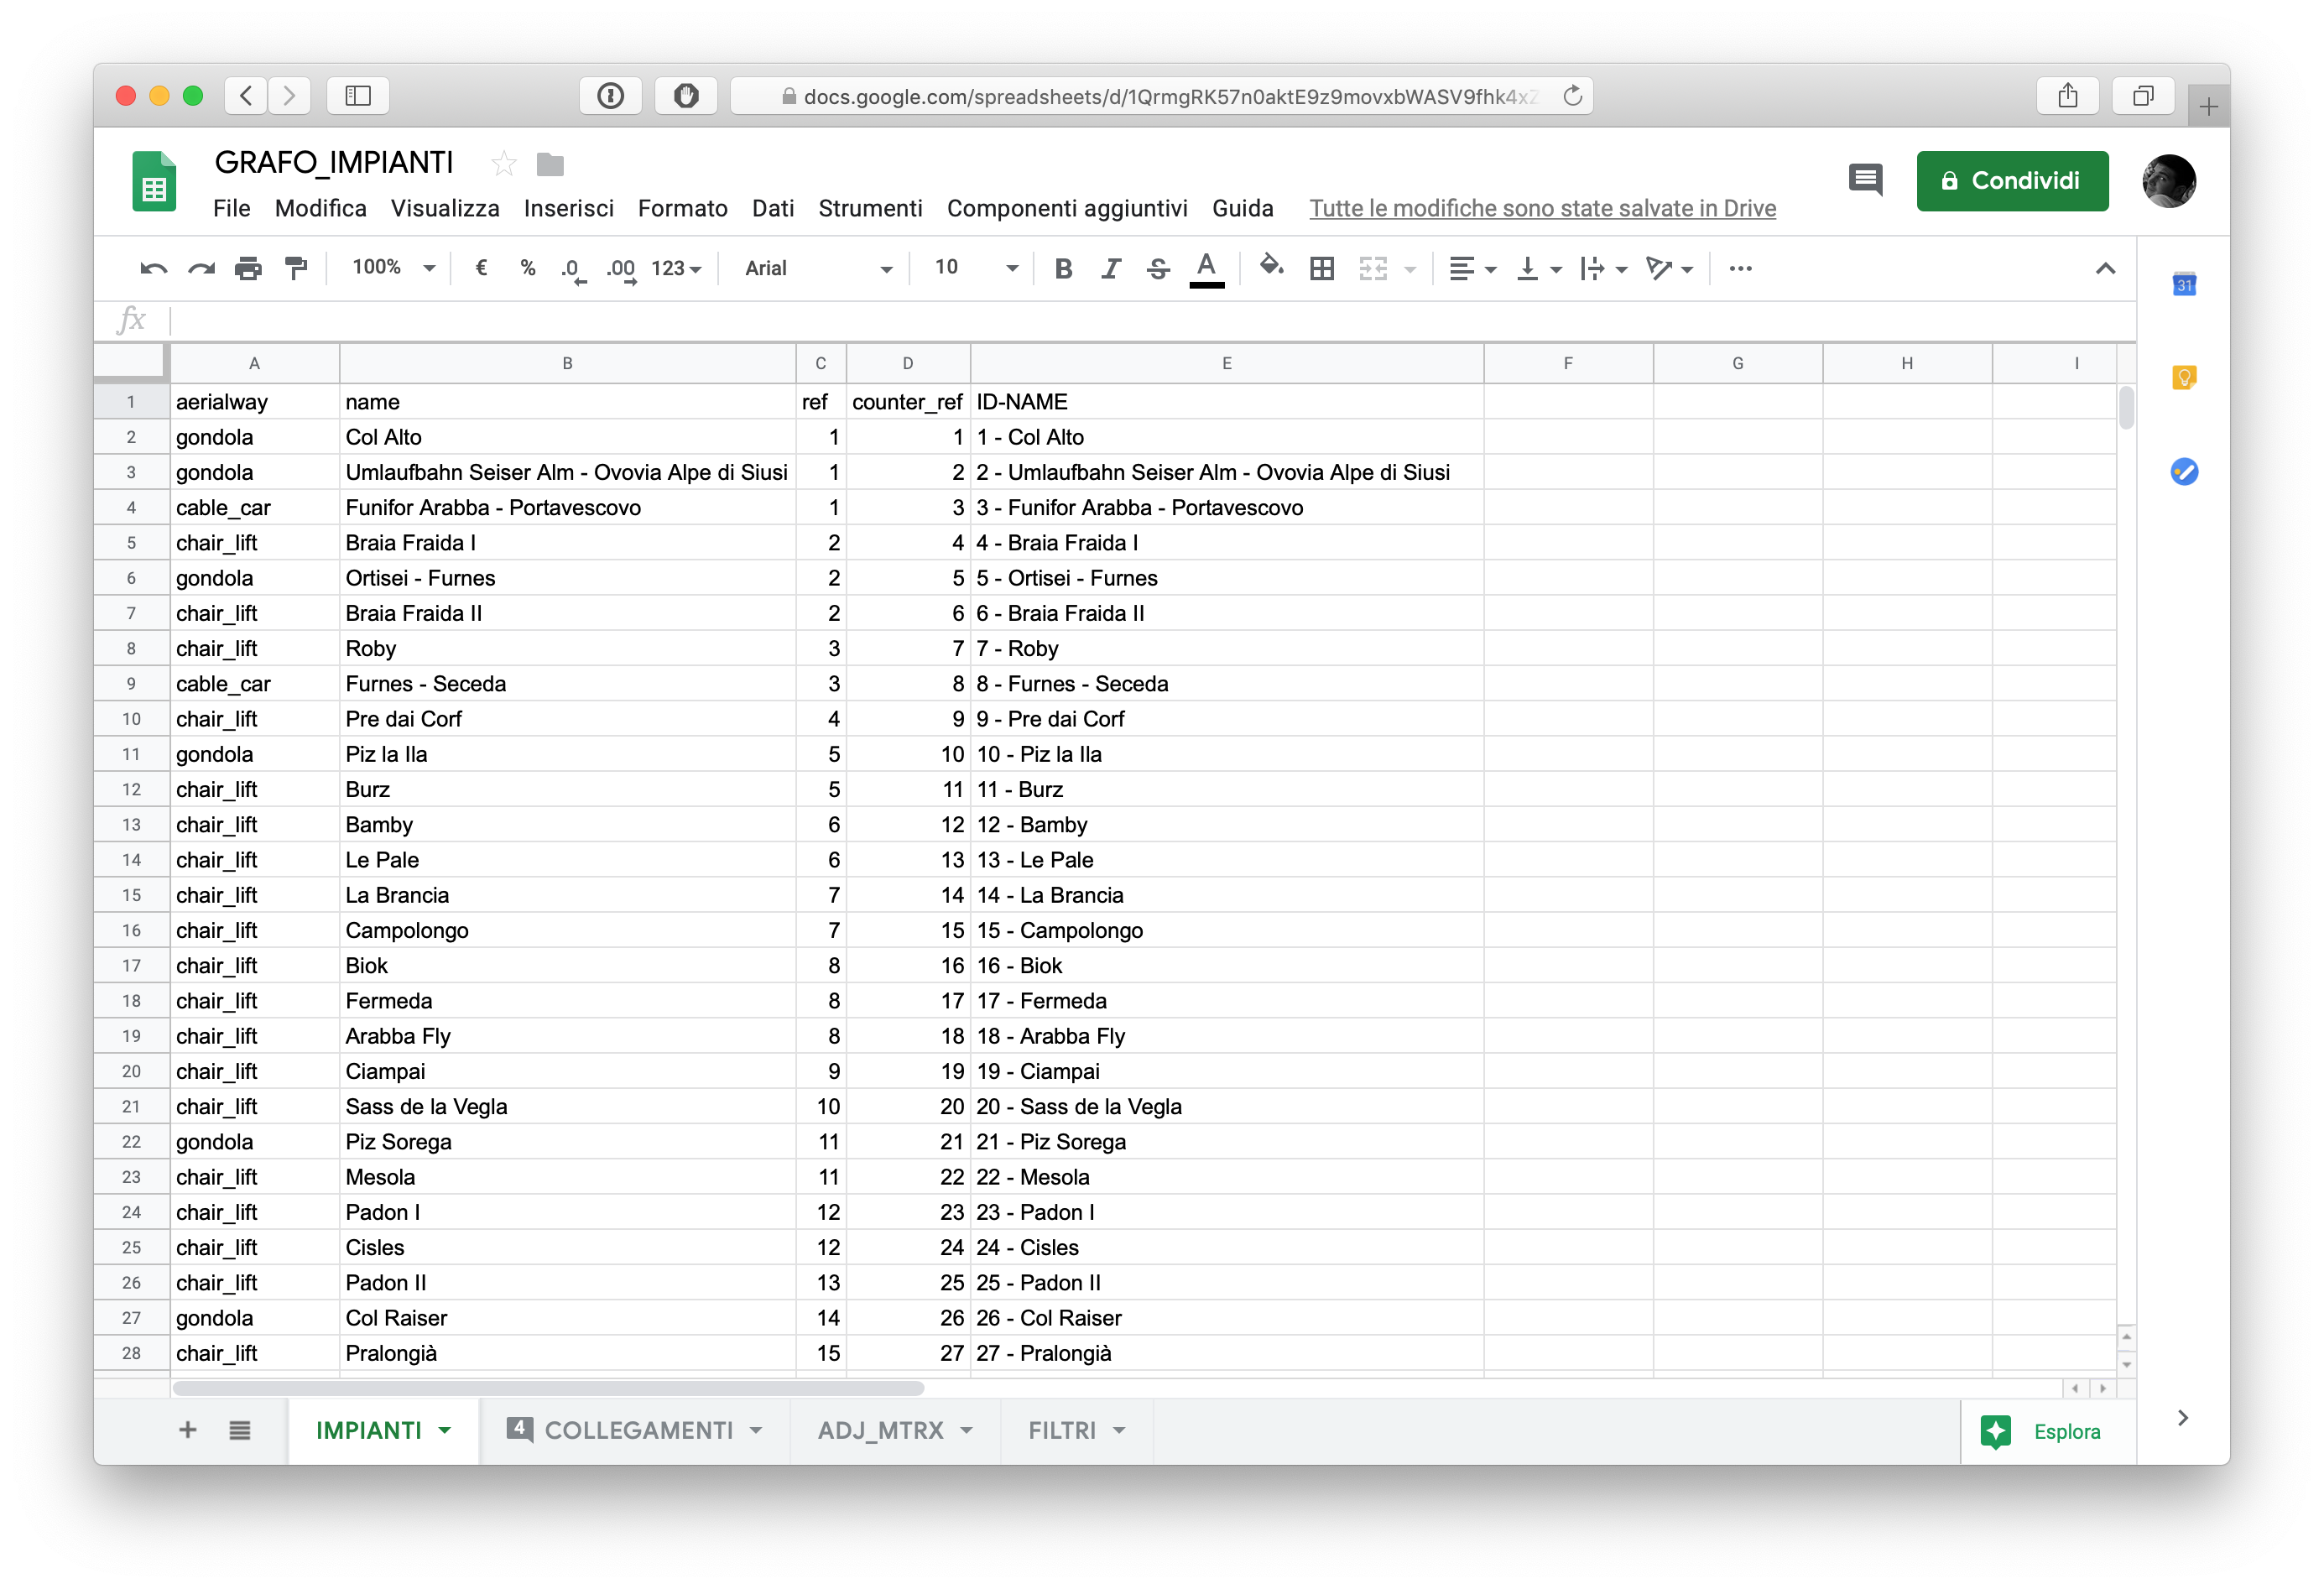 docs.google.com/spreadsheets/d/1QrmgRK57n0aktE9z9movxbWASV9fhk4xZ
GRAFO_IMPIANTI
File Modifica Visualizza Inserisci Formato Dati Strumenti Componenti aggiuntivi Guida Tutte le modifiche sono state salvate in Drive
Condividi
100% € % .0 .00 123 Arial 10 B I S A
31
fx
A B C D E F G H I
1 aerialway name ref counter_ref ID-NAME
2 gondola Col Alto 1 1 1 - Col Alto
3 gondola Umlaufbahn Seiser Alm - Ovovia Alpe di Siusi 1 2 2 - Umlaufbahn Seiser Alm - Ovovia Alpe di Siusi
4 cable_car Funifor Arabba - Portavescovo 1 3 3 - Funifor Arabba - Portavescovo
5 chair_lift Braia Fraida I 2 4 4 - Braia Fraida I
6 gondola Ortisei - Furnes 2 5 5 - Ortisei - Furnes
7 chair_lift Braia Fraida II 2 6 6 - Braia Fraida II
8 chair_lift Roby 3 7 7 - Roby
9 cable_car Furnes - Seceda 3 8 8 - Furnes - Seceda
10 chair_lift Pre dai Corf 4 9 9 - Pre dai Corf
11 gondola Piz la Ila 5 10 10 - Piz la Ila
12 chair_lift Burz 5 11 11 - Burz
13 chair_lift Bamby 6 12 12 - Bamby
14 chair_lift Le Pale 6 13 13 - Le Pale
15 chair_lift La Brancia 7 14 14 - La Brancia
16 chair_lift Campolongo 7 15 15 - Campolongo
17 chair_lift Biok 8 16 16 - Biok
18 chair_lift Fermeda 8 17 17 - Fermeda
19 chair_lift Arabba Fly 8 18 18 - Arabba Fly
20 chair_lift Ciampai 9 19 19 - Ciampai
21 chair_lift Sass de la Vegla 10 20 20 - Sass de la Vegla
22 gondola Piz Sorega 11 21 21 - Piz Sorega
23 chair_lift Mesola 11 22 22 - Mesola
24 chair_lift Padon I 12 23 23 - Padon I
25 chair_lift Cisles 12 24 24 - Cisles
26 chair_lift Padon II 13 25 25 - Padon II
27 gondola Col Raiser 14 26 26 - Col Raiser
28 chair_lift Pralongià 15 27 27 - Pralongià
IMPIANTI 4 COLLEGAMENTI ADJ_MTRX FILTRI Esplora